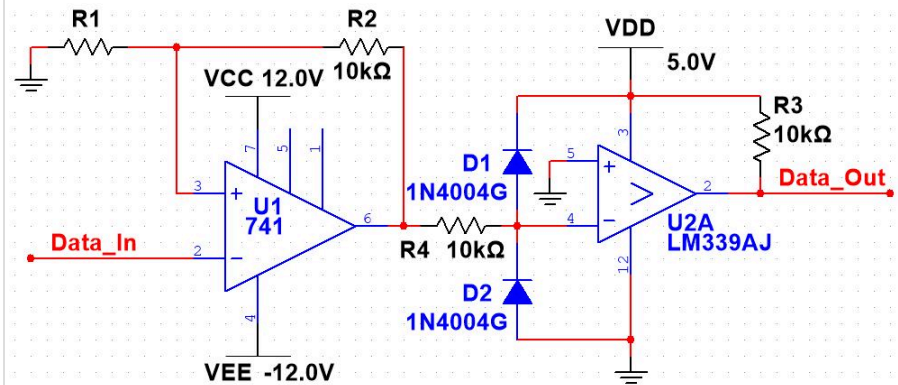 R1
R2
10kΩ
VCC 12.0V
VDD
5.0V
R3
10kΩ
7
5
1
3
U1
741
6
2
4
Data_In
VEE -12.0V
R4 10kΩ
D1
1N4004G
D2
1N4004G
3
5
4
2
12
U2A
LM339AJ
Data_Out